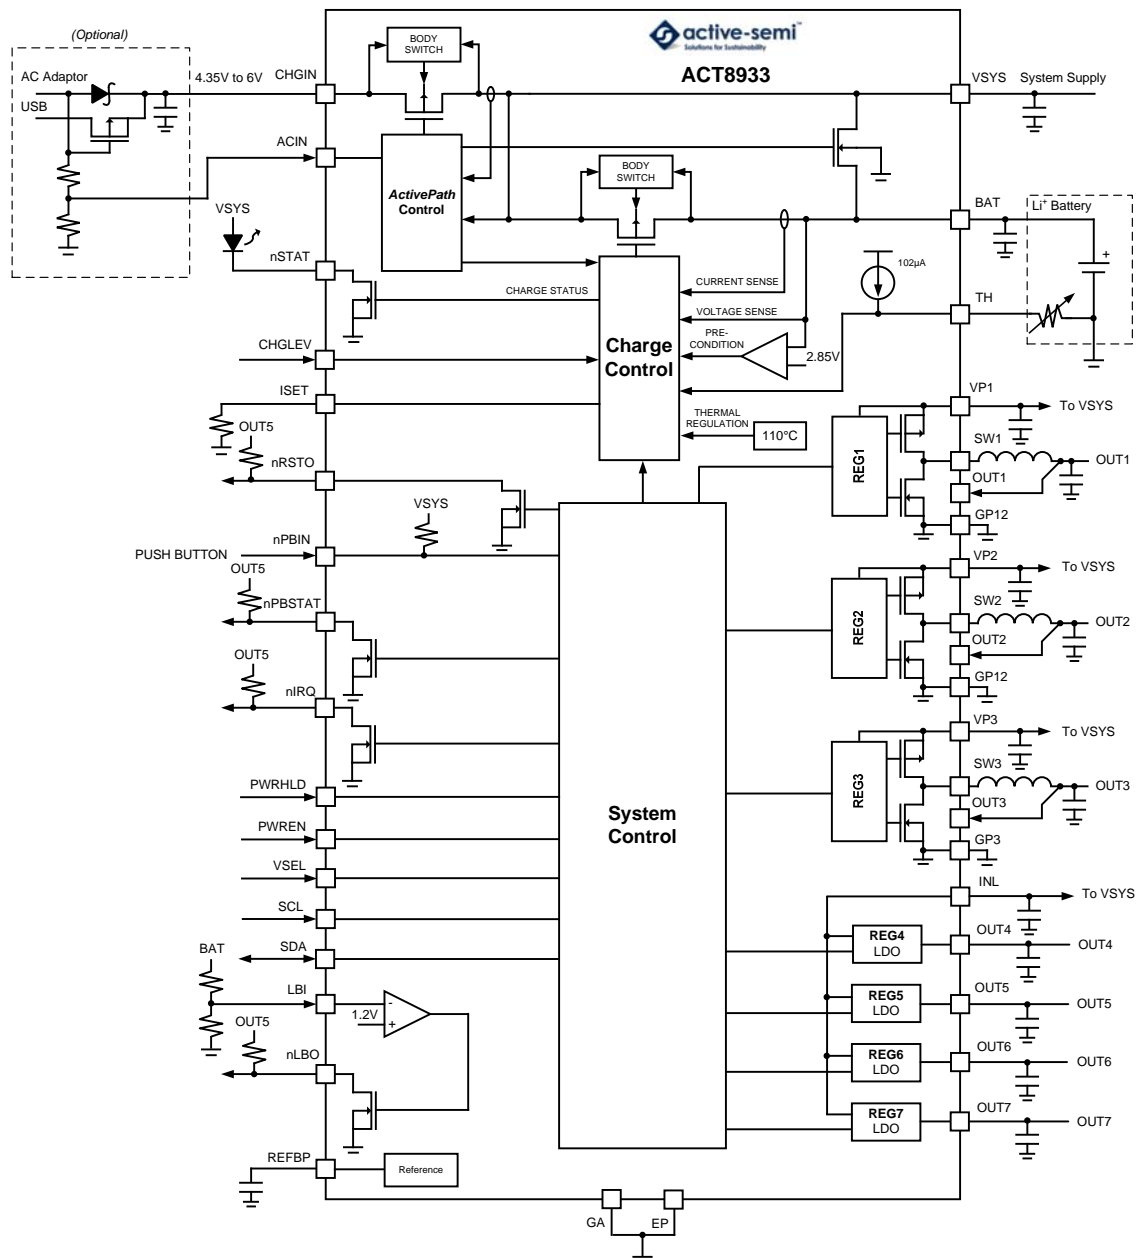 (Optional)
active-semi™
Solutions for Sustainability
ACT8933
BODY
SWITCH
AC Adaptor
4.35V to 6V
CHGIN
VSYS
System Supply
USB
ACIN
ActivePath
Control
BODY
SWITCH
VSYS
BAT
Li+ Battery
+
nSTAT
102µA
CHARGE STATUS
CURRENT SENSE
TH
VOLTAGE SENSE
PRE-
CONDITION
2.85V
Charge
Control
CHGLEV
ISET
VP1
To VSYS
THERMAL
REGULATION
110°C
OUT5
nRSTO
REG1
SW1
OUT1
OUT1
GP12
VSYS
nPBIN
PUSH BUTTON
VP2
To VSYS
OUT5
nPBSTAT
REG2
SW2
OUT2
OUT2
OUT5
nIRQ
GP12
VP3
To VSYS
REG3
SW3
OUT3
OUT3
GP3
PWRHLD
System
Control
PWREN
VSEL
INL
To VSYS
SCL
REG4
LDO
OUT4
OUT4
BAT
SDA
LBI
1.2V
-
+
REG5
LDO
OUT5
OUT5
OUT5
nLBO
REG6
LDO
OUT6
OUT6
REG7
LDO
OUT7
OUT7
REFBP
Reference
GA
EP